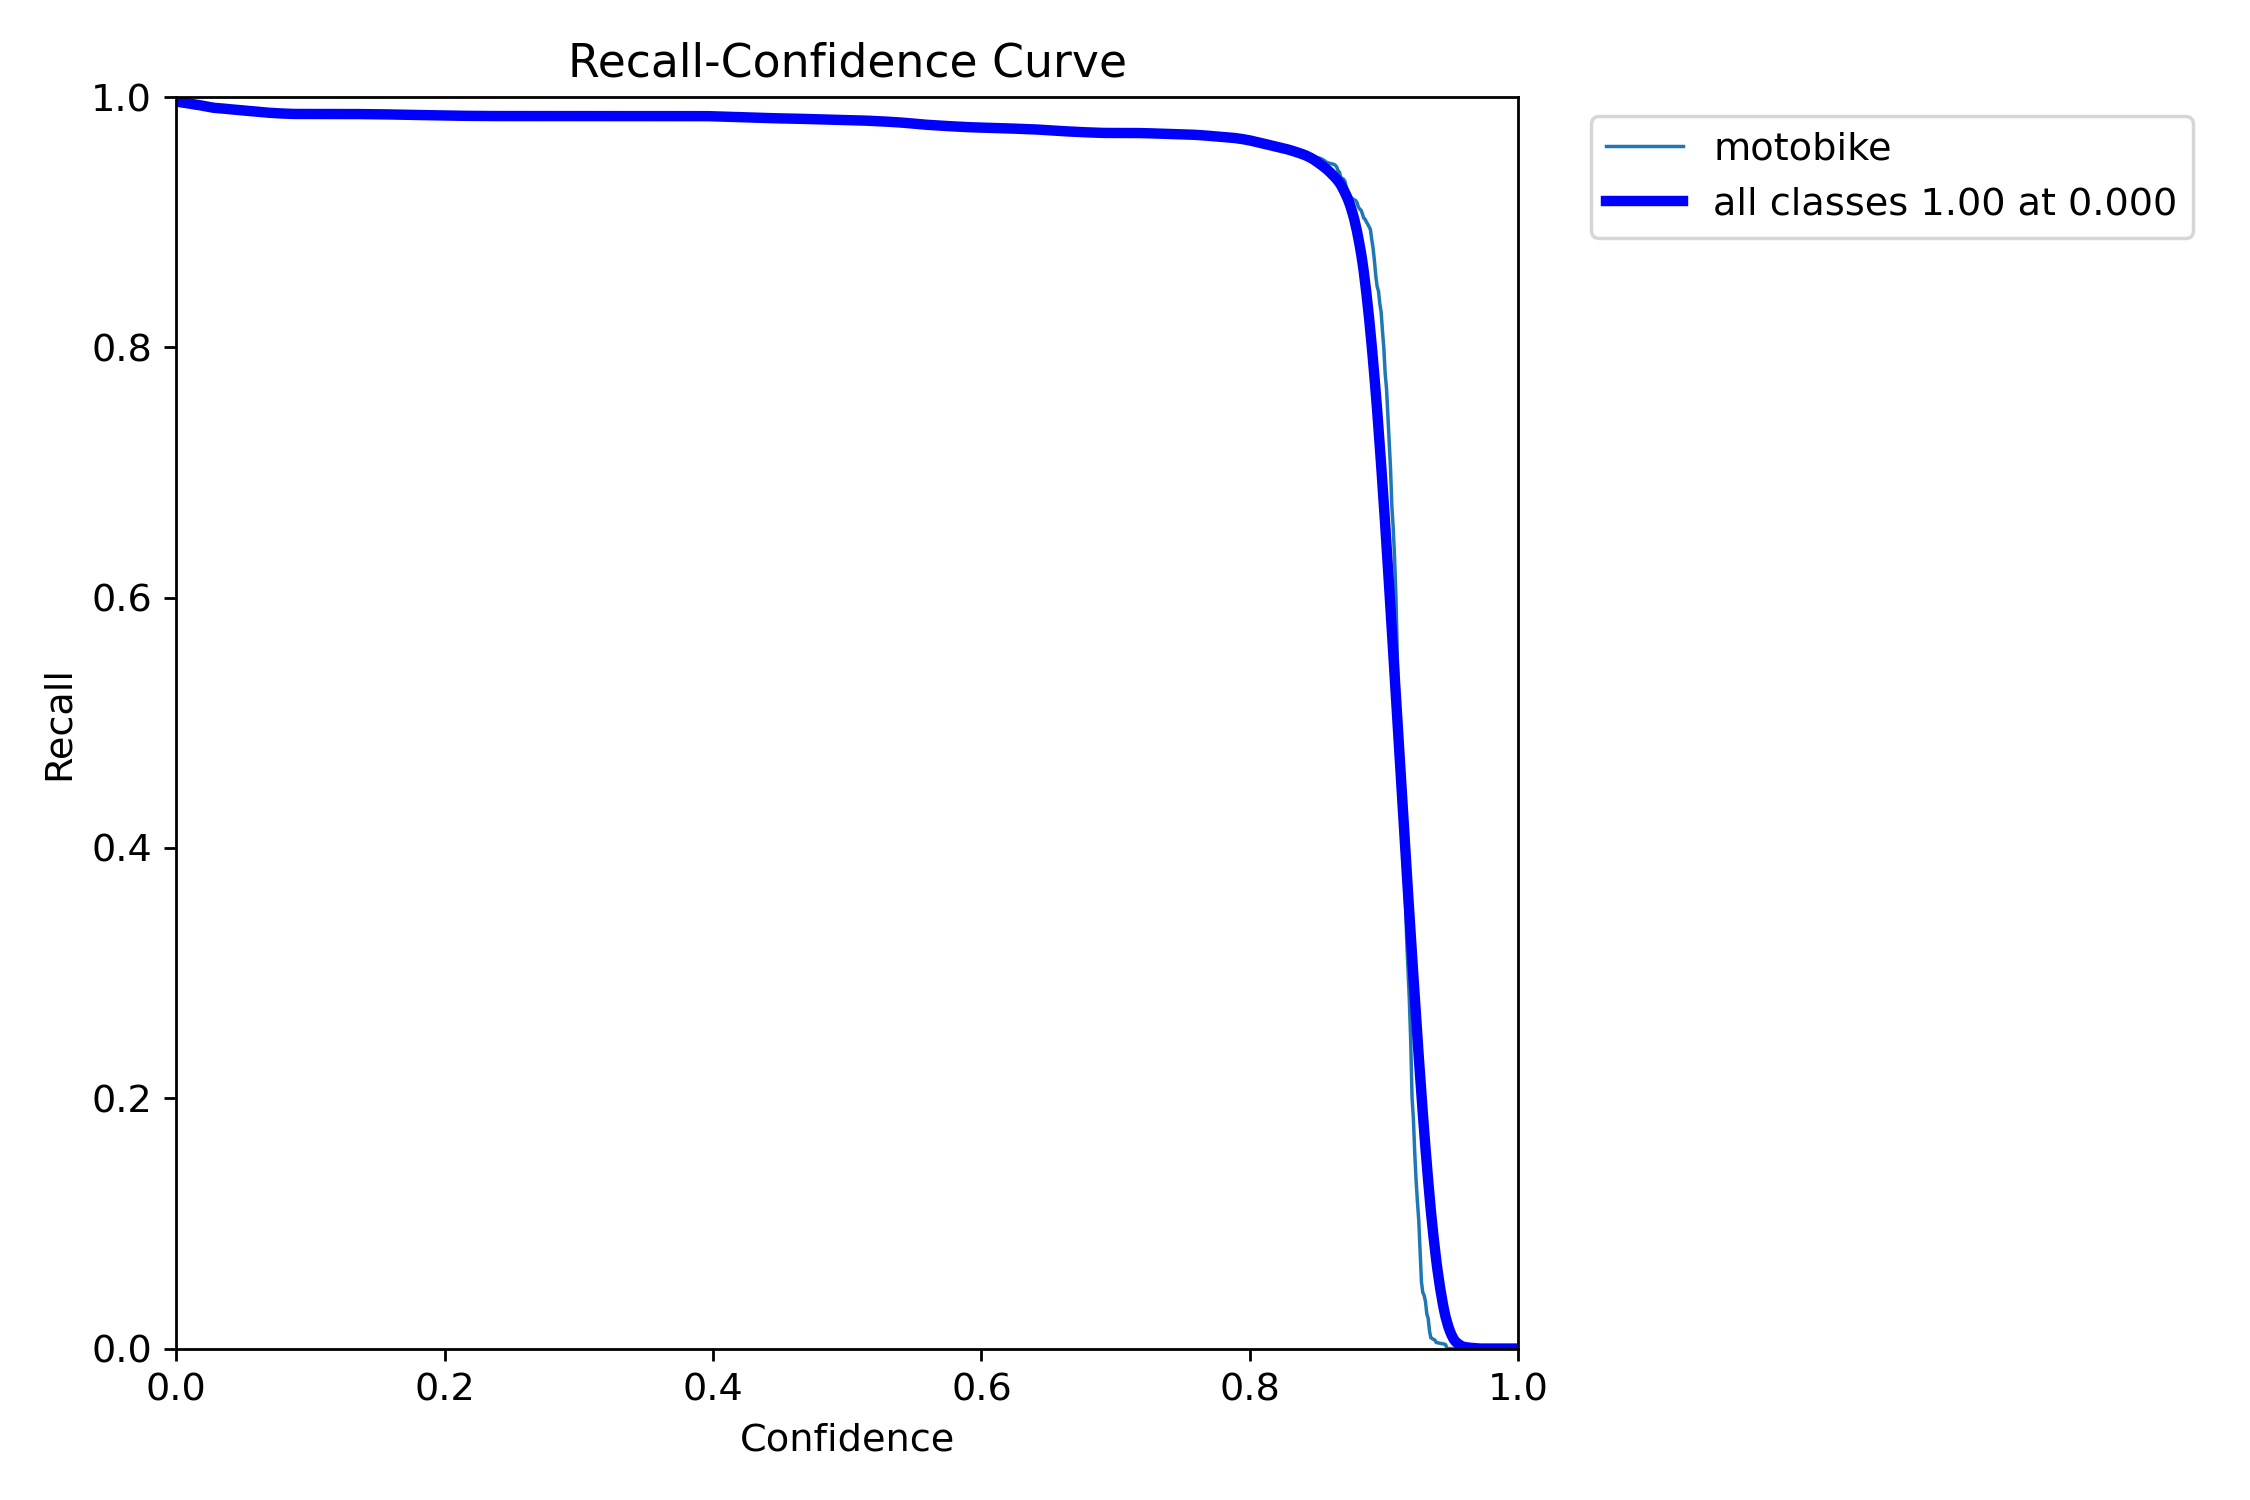 Recall-Confidence Curve
motobike
all classes 1.00 at 0.000
1.0
0.8
0.6
0.4
0.2
0.0
Recall
0.0 0.2 0.4 0.6 0.8 1.0
Confidence